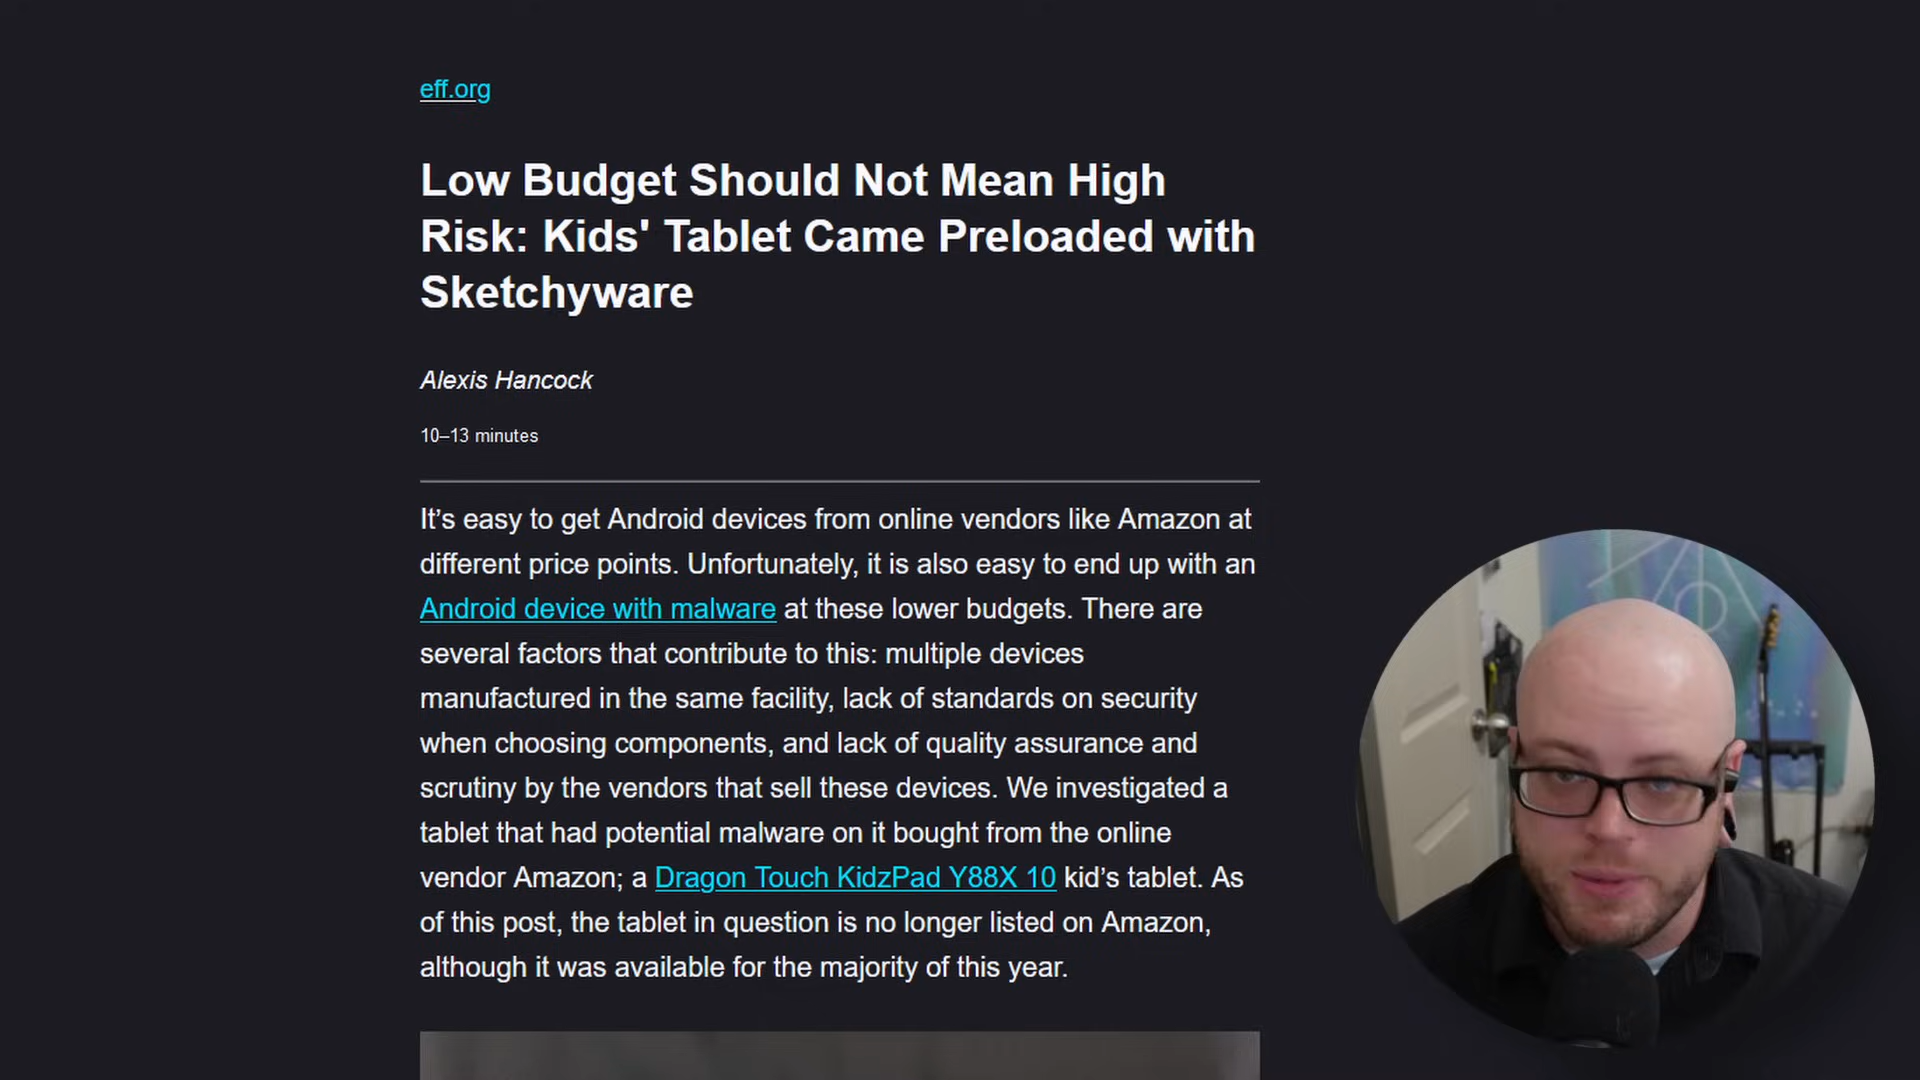 eff.org
Low Budget Should Not Mean High
Risk: Kids' Tablet Came Preloaded with
Sketchyware
Alexis Hancock
10–13 minutes
It’s easy to get Android devices from online vendors like Amazon at
different price points. Unfortunately, it is also easy to end up with an
Android device with malware at these lower budgets. There are
several factors that contribute to this: multiple devices
manufactured in the same facility, lack of standards on security
when choosing components, and lack of quality assurance and
scrutiny by the vendors that sell these devices. We investigated a
tablet that had potential malware on it bought from the online
vendor Amazon; a Dragon Touch KidzPad Y88X 10 kid’s tablet. As
of this post, the tablet in question is no longer listed on Amazon,
although it was available for the majority of this year.